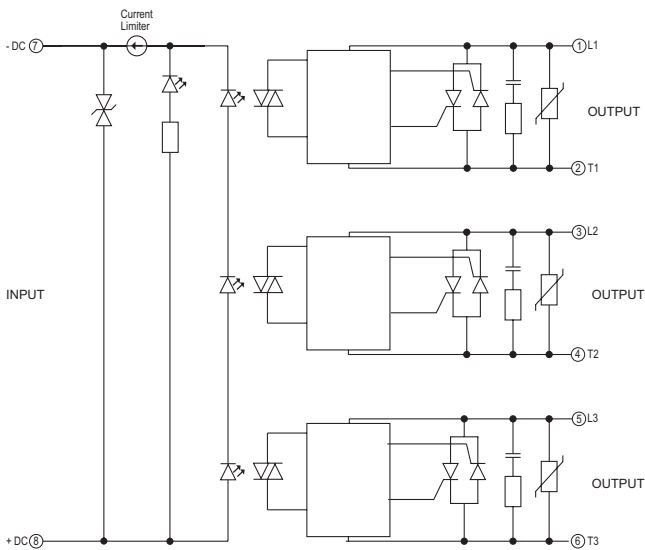 Current
Limiter
- DC 7
1 L1
OUTPUT
2 T1
3 L2
INPUT
OUTPUT
4 T2
5 L3
OUTPUT
+ DC 8
6 T3